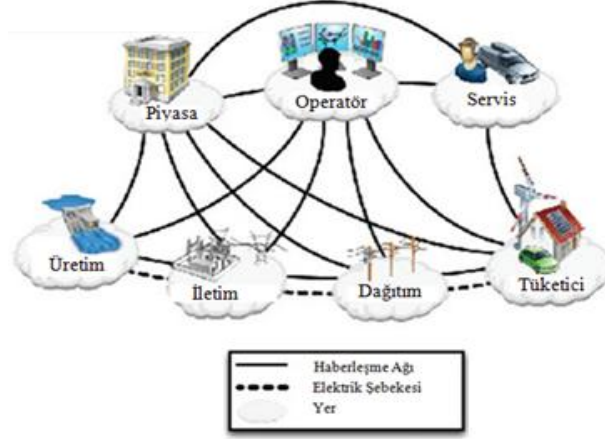 Piyasa
Operatör
Servis
Üretim
İletim
Dağıtım
Tüketici
Haberleşme Ağı
Elektrik Şebekesi
Yer